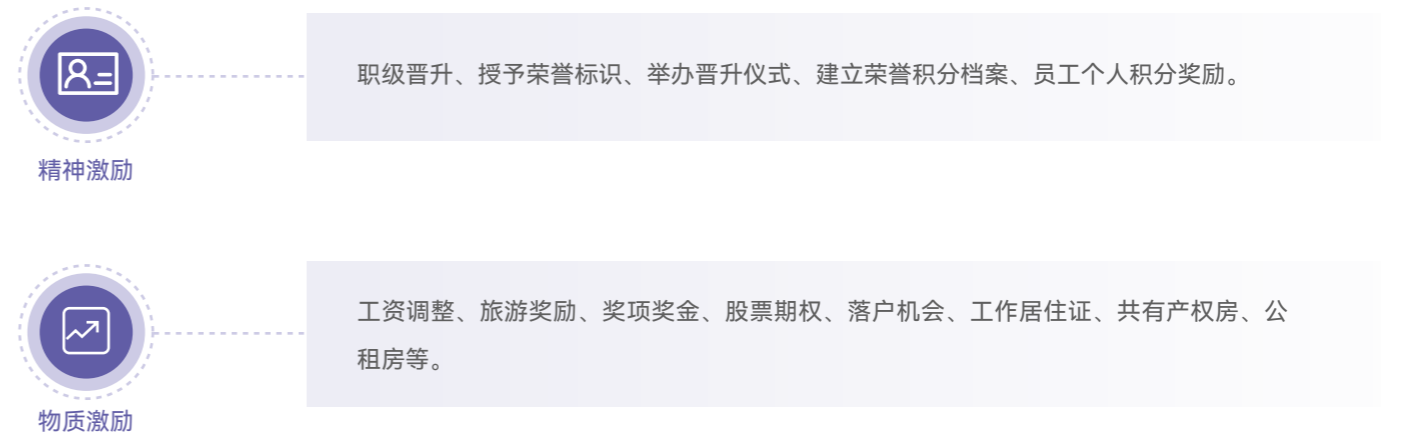 职级晋升、授予荣誉标识、举办晋升仪式、建立荣誉积分档案、员工个人积分奖励。
精神激励
工资调整、旅游奖励、奖项奖金、股票期权、落户机会、工作居住证、共有产权房、公
租房等。
物质激励